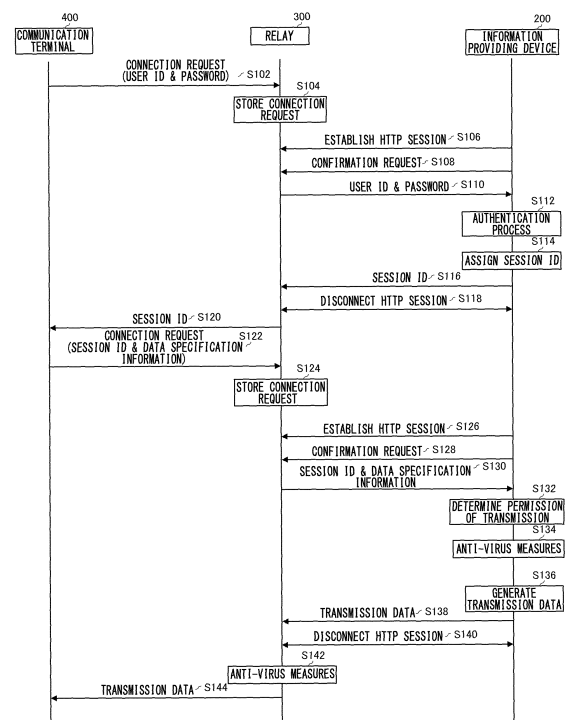 400
300
200
COMMUNICATION
TERMINAL
RELAY
INFORMATION
PROVIDING DEVICE
CONNECTION REQUEST
(USER ID & PASSWORD)
S102
S104
STORE CONNECTION
REQUEST
ESTABLISH HTTP SESSION
S106
CONFIRMATION REQUEST
S108
USER ID & PASSWORD
S110
S112
AUTHENTICATION
PROCESS
S114
ASSIGN SESSION ID
SESSION ID
S116
DISCONNECT HTTP SESSION
S118
SESSION ID
S120
CONNECTION REQUEST
(SESSION ID & DATA SPECIFICATION
INFORMATION)
S122
S124
STORE CONNECTION
REQUEST
ESTABLISH HTTP SESSION
S126
CONFIRMATION REQUEST
S128
SESSION ID & DATA SPECIFICATION
INFORMATION
S130
S132
DETERMINE PERMISSION
OF TRANSMISSION
S134
ANTI-VIRUS MEASURES
S136
GENERATE
TRANSMISSION DATA
TRANSMISSION DATA
S138
DISCONNECT HTTP SESSION
S140
S142
ANTI-VIRUS MEASURES
TRANSMISSION DATA
S144